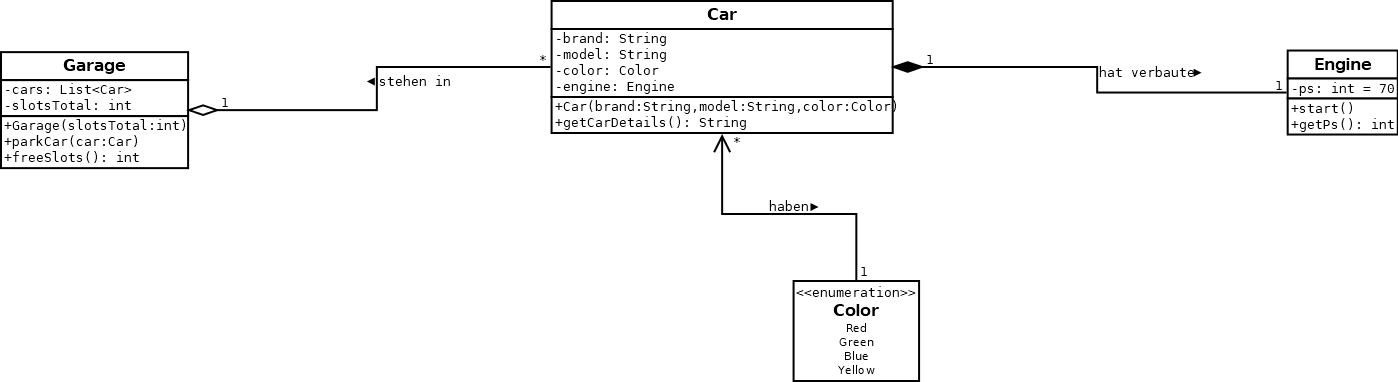 Garage
-cars: List<Car>
-slotsTotal: int
+Garage(slotsTotal:int)
+parkCar(car:Car)
+freeSlots(): int
1
◄stehen in
*
Car
-brand: String
-model: String
-color: Color
-engine: Engine
+Car(brand:String,model:String,color:Color)
+getCarDetails(): String
1
hat verbaute►
1
Engine
-ps: int = 70
+start()
+getPs(): int
*
haben►
1
<<enumeration>>
Color
Red
Green
Blue
Yellow